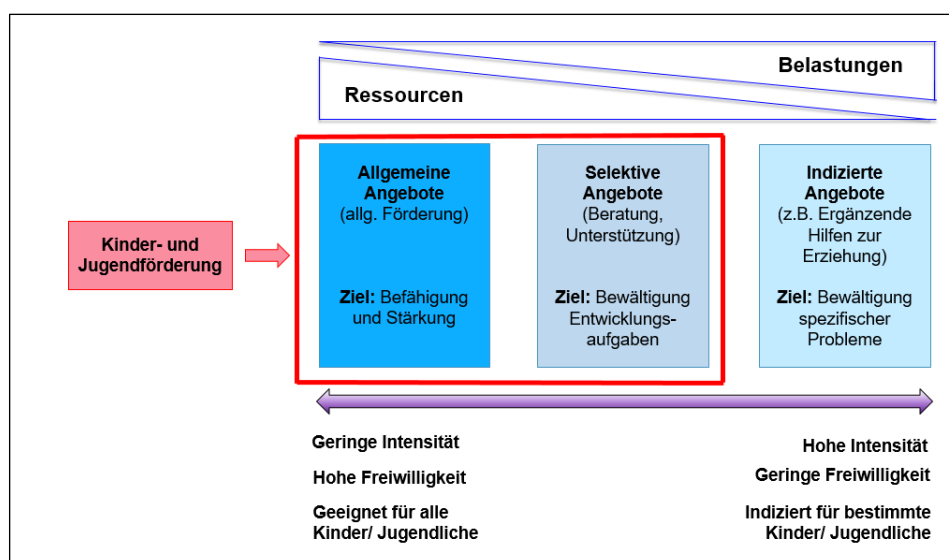 Belastungen
Ressourcen
Kinder- und
Jugendförderung
Allgemeine
Angebote
(allg. Förderung)
Ziel: Befähigung
und Stärkung
Selektive
Angebote
(Beratung,
Unterstützung)
Ziel: Bewältigung
Entwicklungs-
aufgaben
Indizierte
Angebote
(z.B. Ergänzende
Hilfen zur
Erziehung)
Ziel: Bewältigung
spezifischer
Probleme
Geringe Intensität
Hohe Freiwilligkeit
Geeignet für alle
Kinder/ Jugendliche
Hohe Intensität
Geringe Freiwilligkeit
Indiziert für bestimmte
Kinder/ Jugendliche